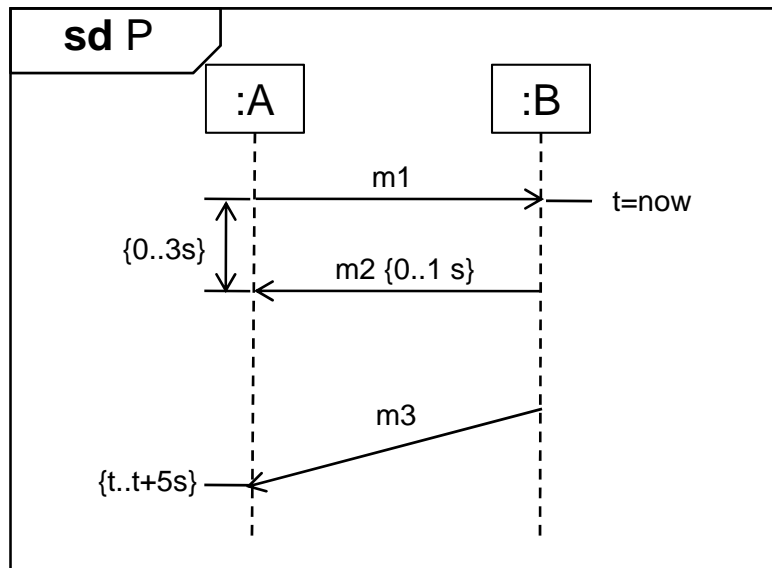 sd P
:A
:B
m1
t=now
{0..3s}
m2 {0..1 s}
m3
{t..t+5s}